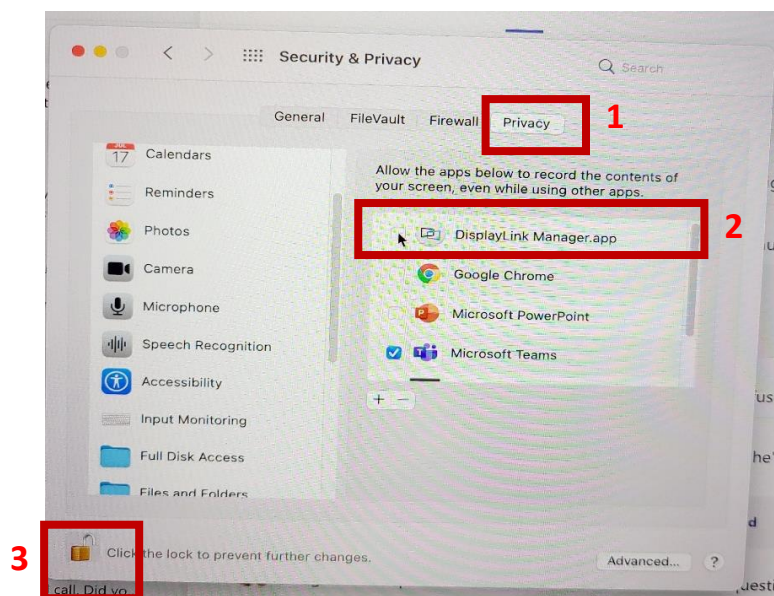 Security & Privacy
Search
General
FileVault
Firewall
Privacy
1
JUL
17
Calendars
Reminders
Photos
Camera
Microphone
Speech Recognition
Accessibility
Input Monitoring
Full Disk Access
Files and Folders
Allow the apps below to record the contents of
your screen, even while using other apps.
2
DisplayLink Manager.app
Google Chrome
Microsoft PowerPoint
Microsoft Teams
+ −
3
Click the lock to prevent further changes.
Advanced...
?
call. Did yo